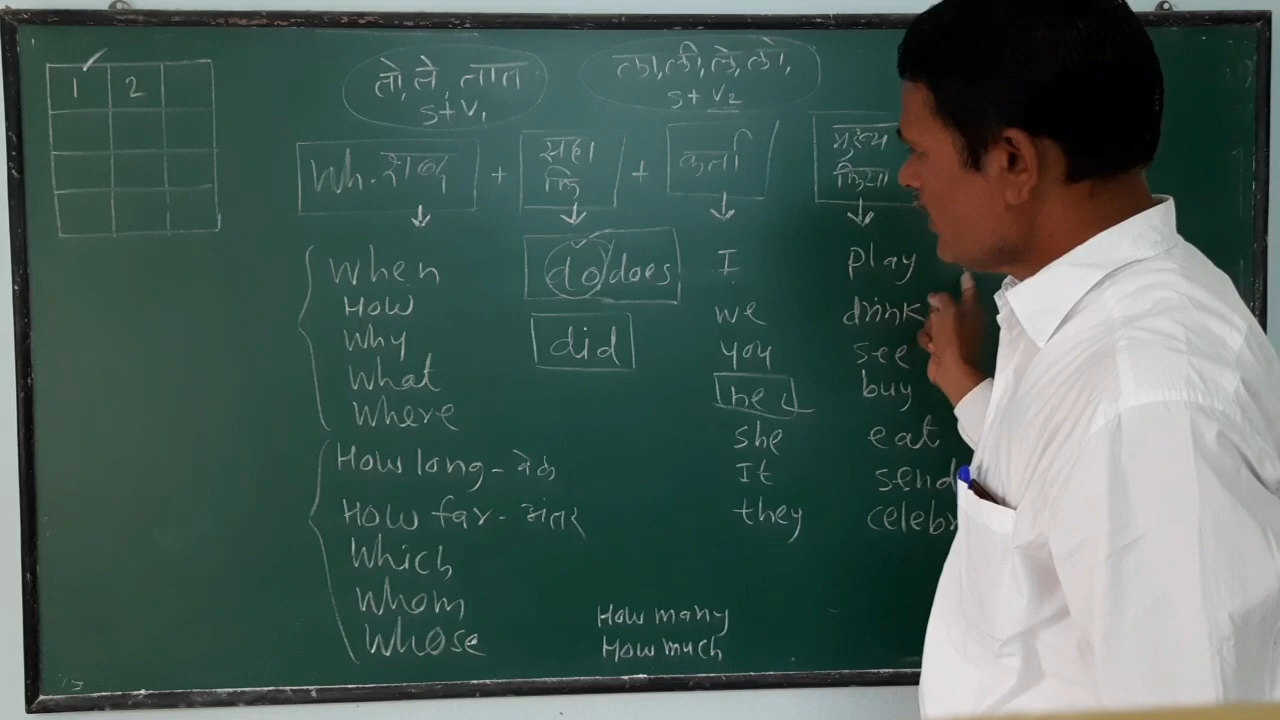 1 2
तो, ते, तात
S+V1
ला, ली, ले, लो,
S+V2
Wh. शब्द + सहा क्रि + कर्ता मुख्य क्रिया
When do/does I play
How we drink
Why did you see
What he buy
Where she eat
How long - वेळ It send
How far - अंतर they celebr
Which
Whom
Whose
How many
How much